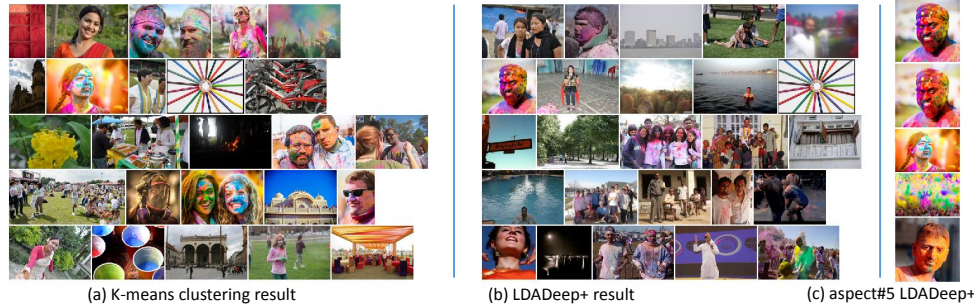 (a) K-means clustering result
(b) LDADeep+ result
(c) aspect#5 LDADeep+